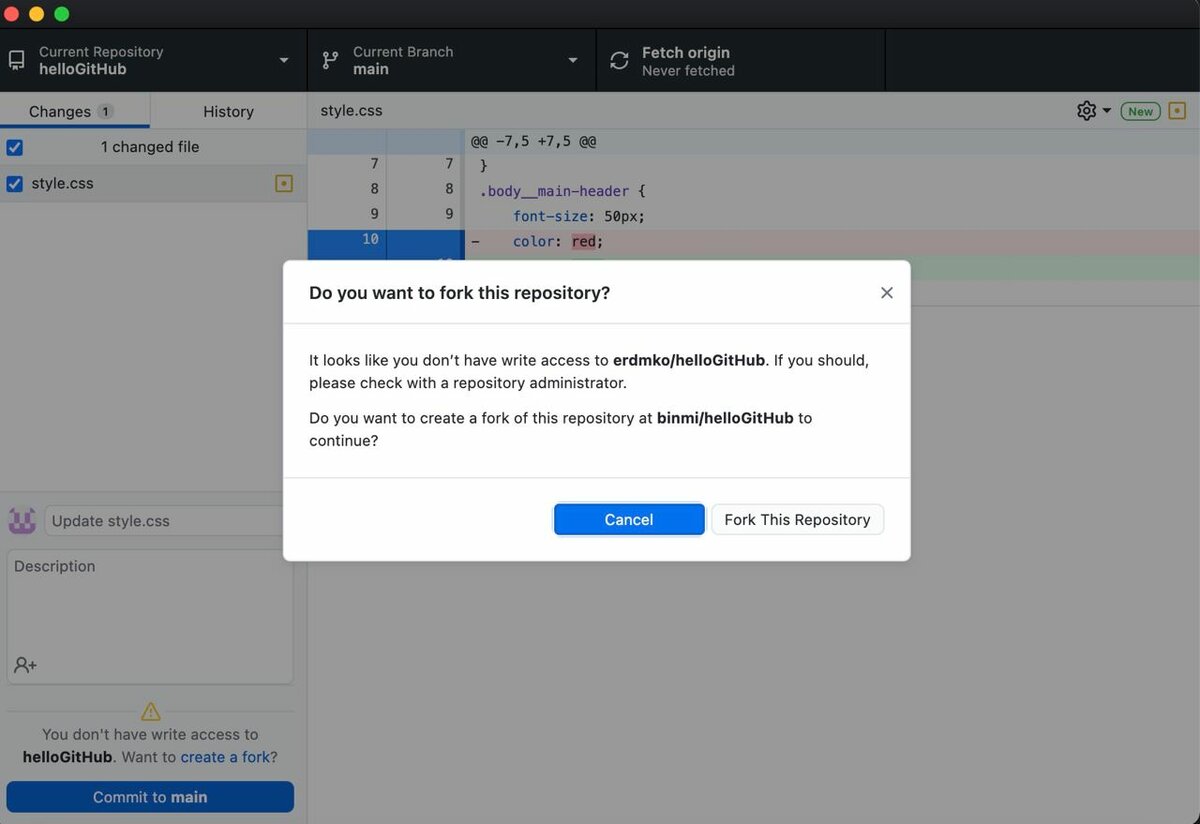 Current Repository
helloGitHub
Current Branch
main
Fetch origin
Never fetched
Changes 1
History
style.css
New
1 changed file
style.css
@@ -7,5 +7,5 @@
7 7 }
8 8 .body__main-header {
9 9 font-size: 50px;
10 - color: red;
Do you want to fork this repository?
It looks like you don't have write access to erdmko/helloGitHub. If you should,
please check with a repository administrator.
Do you want to create a fork of this repository at binmi/helloGitHub to
continue?
Cancel
Fork This Repository
Update style.css
Description
You don't have write access to
helloGitHub. Want to create a fork?
Commit to main